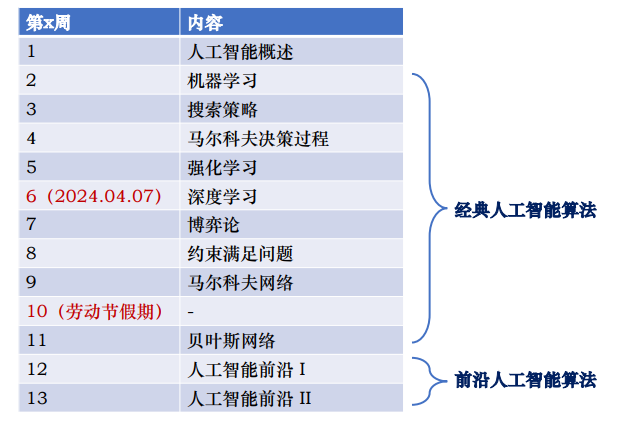 第x周 内容
1 人工智能概述
2 机器学习
3 搜索策略
4 马尔科夫决策过程
5 强化学习
6（2024.04.07） 深度学习
7 博弈论
8 约束满足问题
9 马尔科夫网络
10（劳动节假期） -
11 贝叶斯网络
12 人工智能前沿 I
13 人工智能前沿 II
经典人工智能算法
前沿人工智能算法